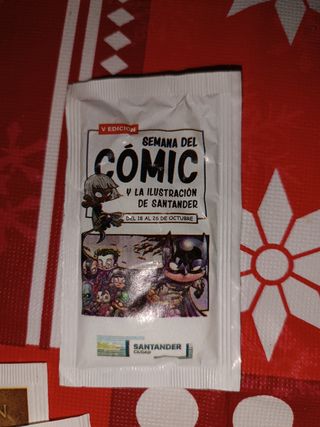 V EDICIÓN
SEMANA DEL
CÓMIC
Y LA ILUSTRACIÓN
DE SANTANDER
DEL 18 AL 25 DE OCTUBRE
SANTANDER
CIUDAD
N